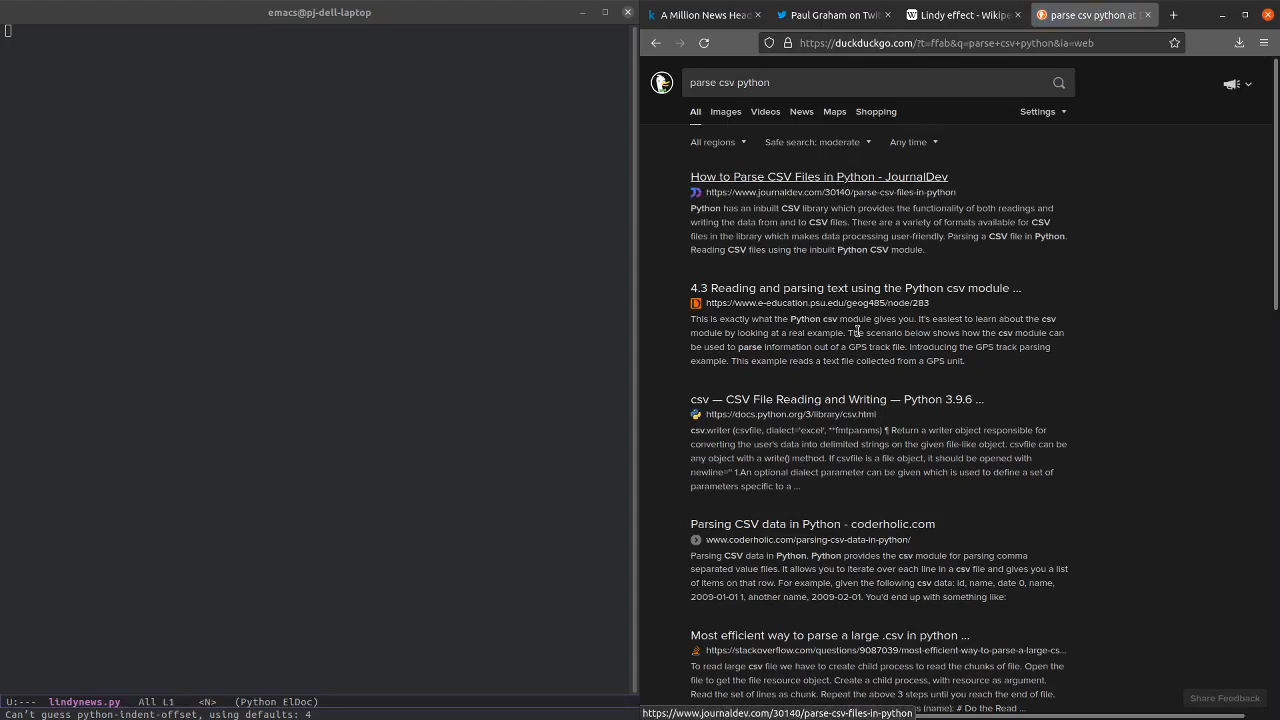 emacs@pj-dell-laptop
U:--- lindynews.py All L1 <N> (Python ElDoc)
Can't guess python-indent-offset, using defaults: 4
A Million News Head
Paul Graham on Twit
Lindy effect - Wikipe
parse csv python at
https://duckduckgo.com/?t=ffab&q=parse+csv+python&ia=web
parse csv python
All Images Videos News Maps Shopping Settings
All regions Safe search: moderate Any time
How to Parse CSV Files in Python - JournalDev
https://www.journaldev.com/30140/parse-csv-files-in-python
Python has an inbuilt CSV library which provides the functionality of both readings and
writing the data from and to CSV files. There are a variety of formats available for CSV
files in the library which makes data processing user-friendly. Parsing a CSV file in Python.
Reading CSV files using the inbuilt Python CSV module.
4.3 Reading and parsing text using the Python csv module ...
https://www.e-education.psu.edu/geog485/node/283
This is exactly what the Python csv module gives you. It's easiest to learn about the csv
module by looking at a real example. The scenario below shows how the csv module can
be used to parse information out of a GPS track file. Introducing the GPS track parsing
example. This example reads a text file collected from a GPS unit.
csv — CSV File Reading and Writing — Python 3.9.6 ...
https://docs.python.org/3/library/csv.html
csv.writer (csvfile, dialect='excel', **fmtparams) ¶ Return a writer object responsible for
converting the user's data into delimited strings on the given file-like object. csvfile can be
any object with a write() method. If csvfile is a file object, it should be opened with
newline='' 1.An optional dialect parameter can be given which is used to define a set of
parameters specific to a ...
Parsing CSV data in Python - coderholic.com
www.coderholic.com/parsing-csv-data-in-python/
Parsing CSV data in Python. Python provides the csv module for parsing comma
separated value files. It allows you to iterate over each line in a csv file and gives you a list
of items on that row. For example, given the following csv data: id, name, date 0, name,
2009-01-01 1, another name, 2009-02-01. You'd end up with something like:
Most efficient way to parse a large .csv in python ...
https://stackoverflow.com/questions/9087039/most-efficient-way-to-parse-a-large-cs...
To read large csv file we have to create child process to read the chunks of file. Open the
file to get the file resource object. Create a child process, with resource as argument.
Read the set of lines as chunk. Repeat the above 3 steps until you reach the end of file.
(name): # Do the Read ...
Share Feedback
https://www.journaldev.com/30140/parse-csv-files-in-python